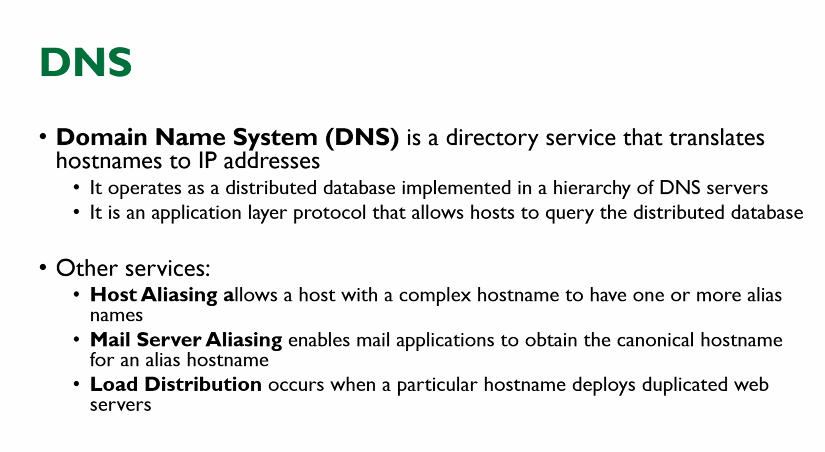 DNS
• Domain Name System (DNS) is a directory service that translates
hostnames to IP addresses
• It operates as a distributed database implemented in a hierarchy of DNS servers
• It is an application layer protocol that allows hosts to query the distributed database
• Other services:
• Host Aliasing allows a host with a complex hostname to have one or more alias
names
• Mail Server Aliasing enables mail applications to obtain the canonical hostname
for an alias hostname
• Load Distribution occurs when a particular hostname deploys duplicated web
servers